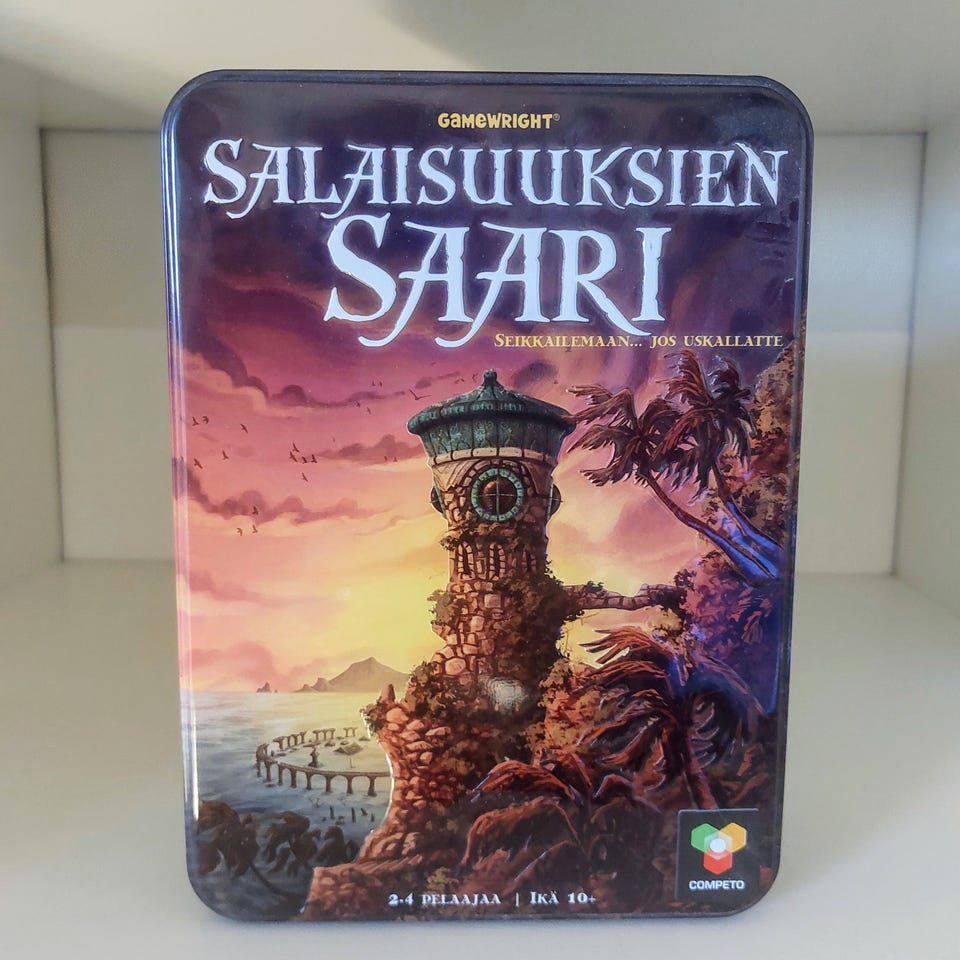 GAMEWRIGHT®
SALAISUUKSIEN
SAARI
SEIKKAILEMAAN... JOS USKALLATTE
COMPETO
2-4 PELAAJAA | IKÄ 10+